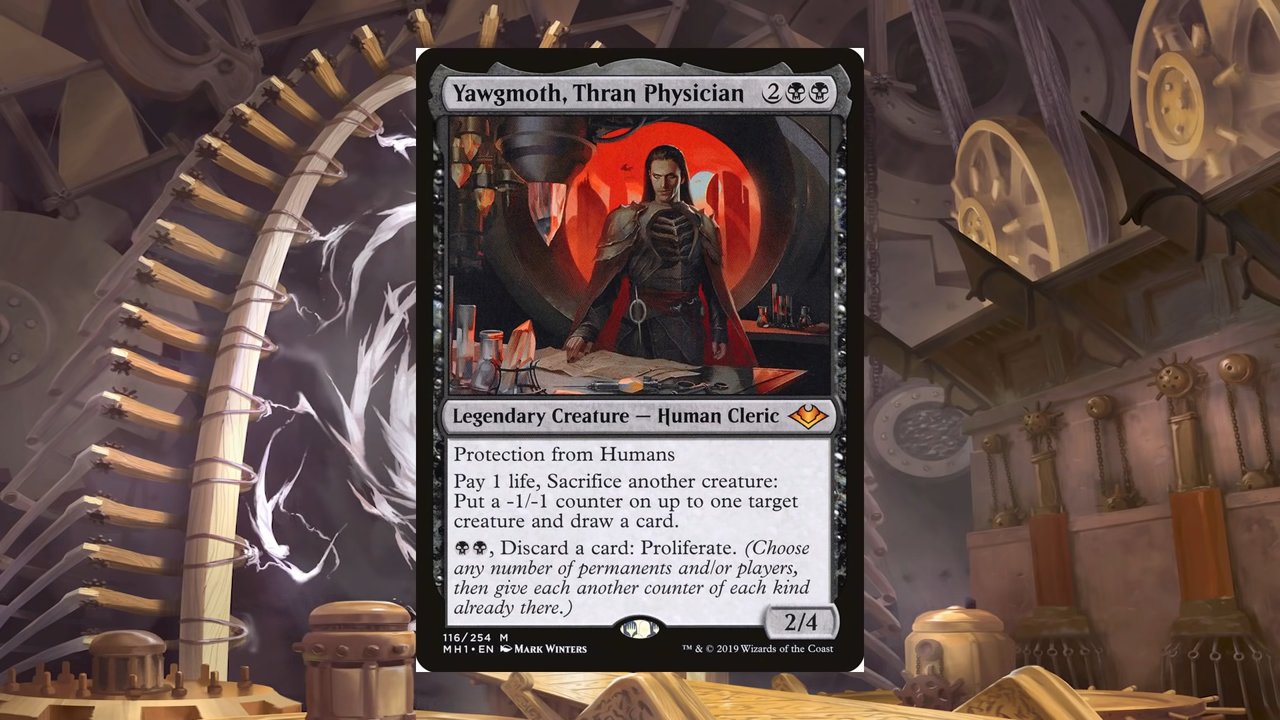 Yawgmoth, Thran Physician 2
Legendary Creature — Human Cleric
Protection from Humans
Pay 1 life, Sacrifice another creature:
Put a -1/-1 counter on up to one target
creature and draw a card.
, Discard a card: Proliferate. (Choose
any number of permanents and/or players,
then give each another counter of each kind
already there.)
2/4
116/254 M
MH1 • EN Mark Winters
™ & © 2019 Wizards of the Coast